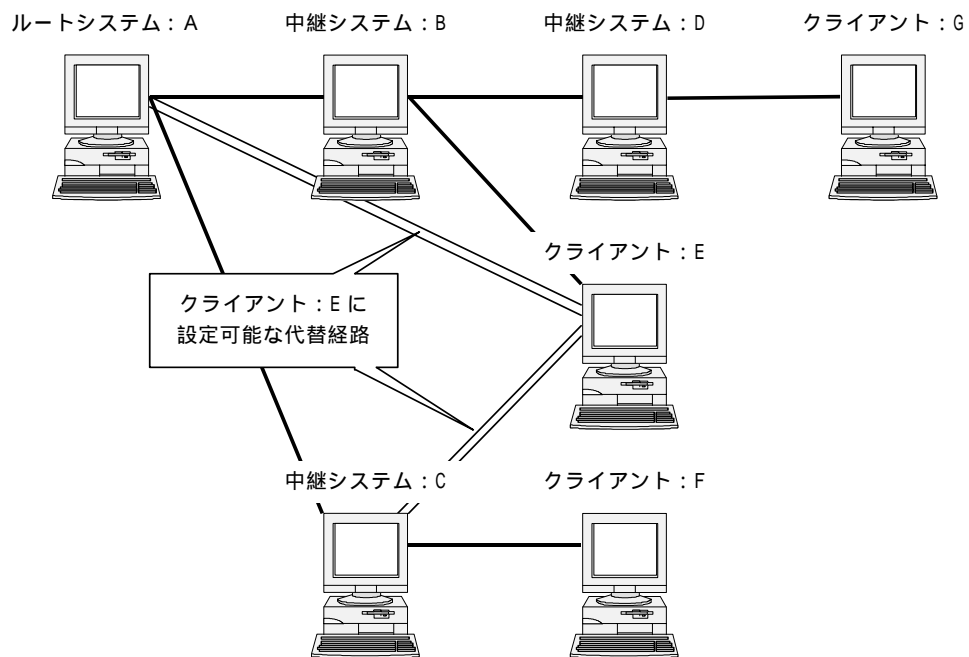 ルートシステム：A
中継システム：B
中継システム：D
クライアント：G
クライアント：E
クライアント：E に
設定可能な代替経路
中継システム：C
クライアント：F